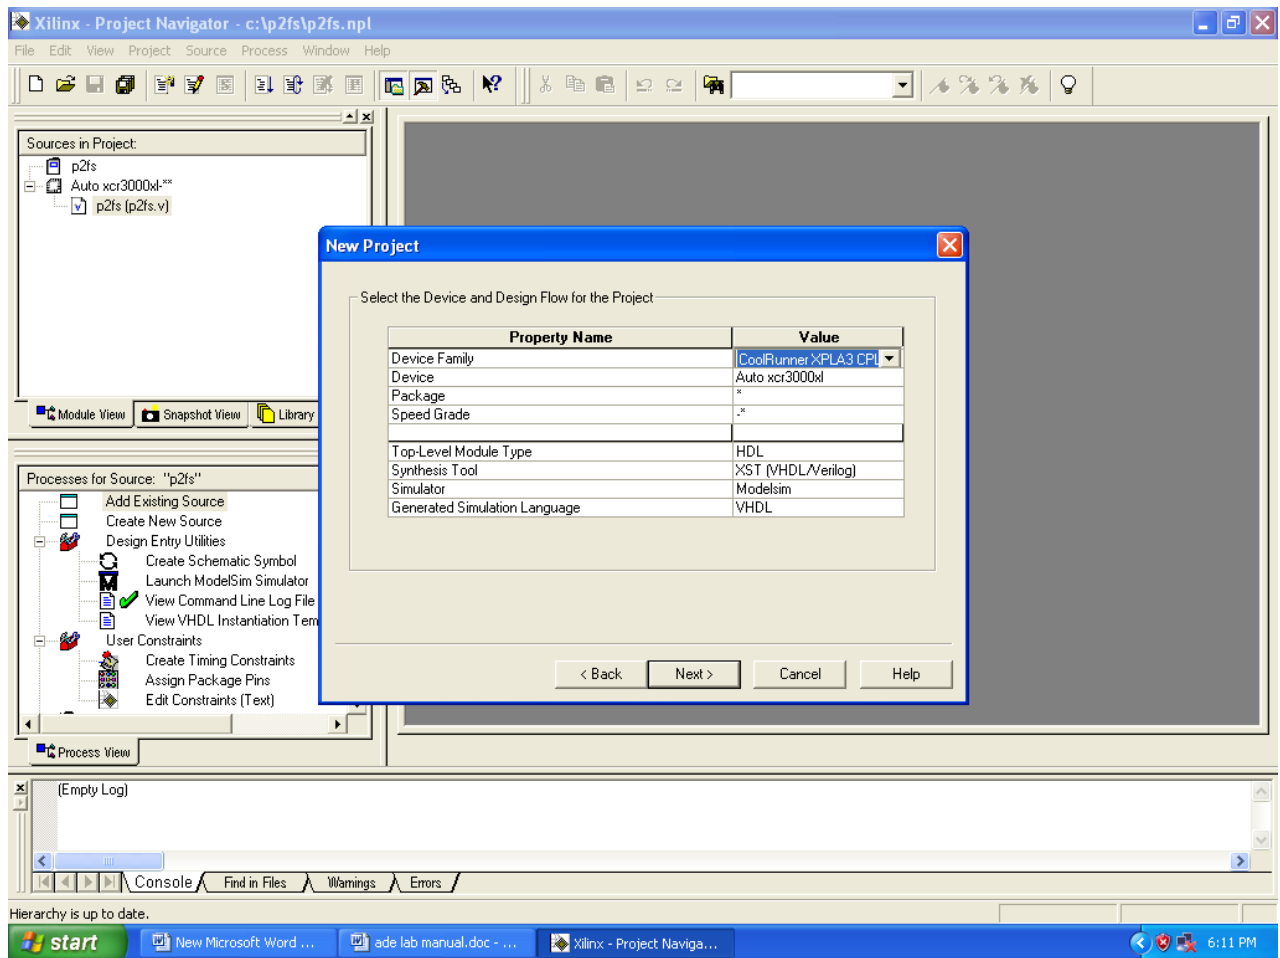 Xilinx - Project Navigator - c:\p2fs\p2fs.npl
File Edit View Project Source Process Window Help
Sources in Project:
p2fs
Auto xcr3000xl-**
p2fs (p2fs.v)
Module View Snapshot View Library
New Project
Select the Device and Design Flow for the Project
Property Name Value
Device Family CoolRunner XPLA3 CPL
Device Auto xcr3000xl
Package *
Speed Grade -*
Top-Level Module Type HDL
Synthesis Tool XST (VHDL/Verilog)
Simulator Modelsim
Generated Simulation Language VHDL
< Back Next > Cancel Help
Processes for Source: "p2fs"
Add Existing Source
Create New Source
Design Entry Utilities
Create Schematic Symbol
Launch ModelSim Simulator
View Command Line Log File
View VHDL Instantiation Tem
User Constraints
Create Timing Constraints
Assign Package Pins
Edit Constraints (Text)
Process View
(Empty Log)
Console Find in Files Warnings Errors
Hierarchy is up to date.
start New Microsoft Word ... ade lab manual.doc - ... Xilinx - Project Naviga... 6:11 PM